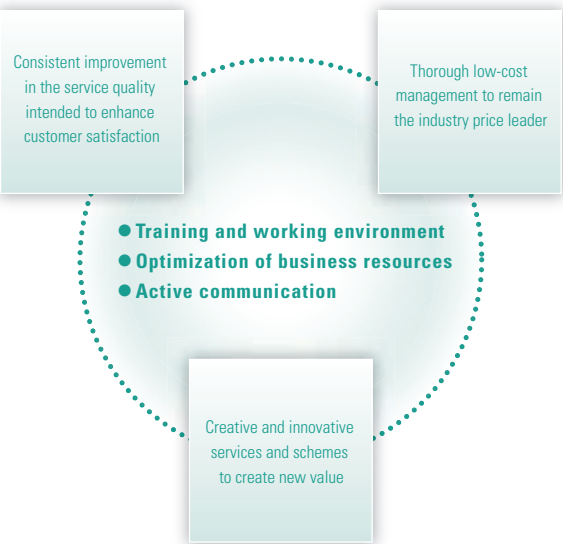 Consistent improvement
in the service quality
intended to enhance
customer satisfaction
Thorough low-cost
management to remain
the industry price leader
● Training and working environment
● Optimization of business resources
● Active communication
Creative and innovative
services and schemes
to create new value